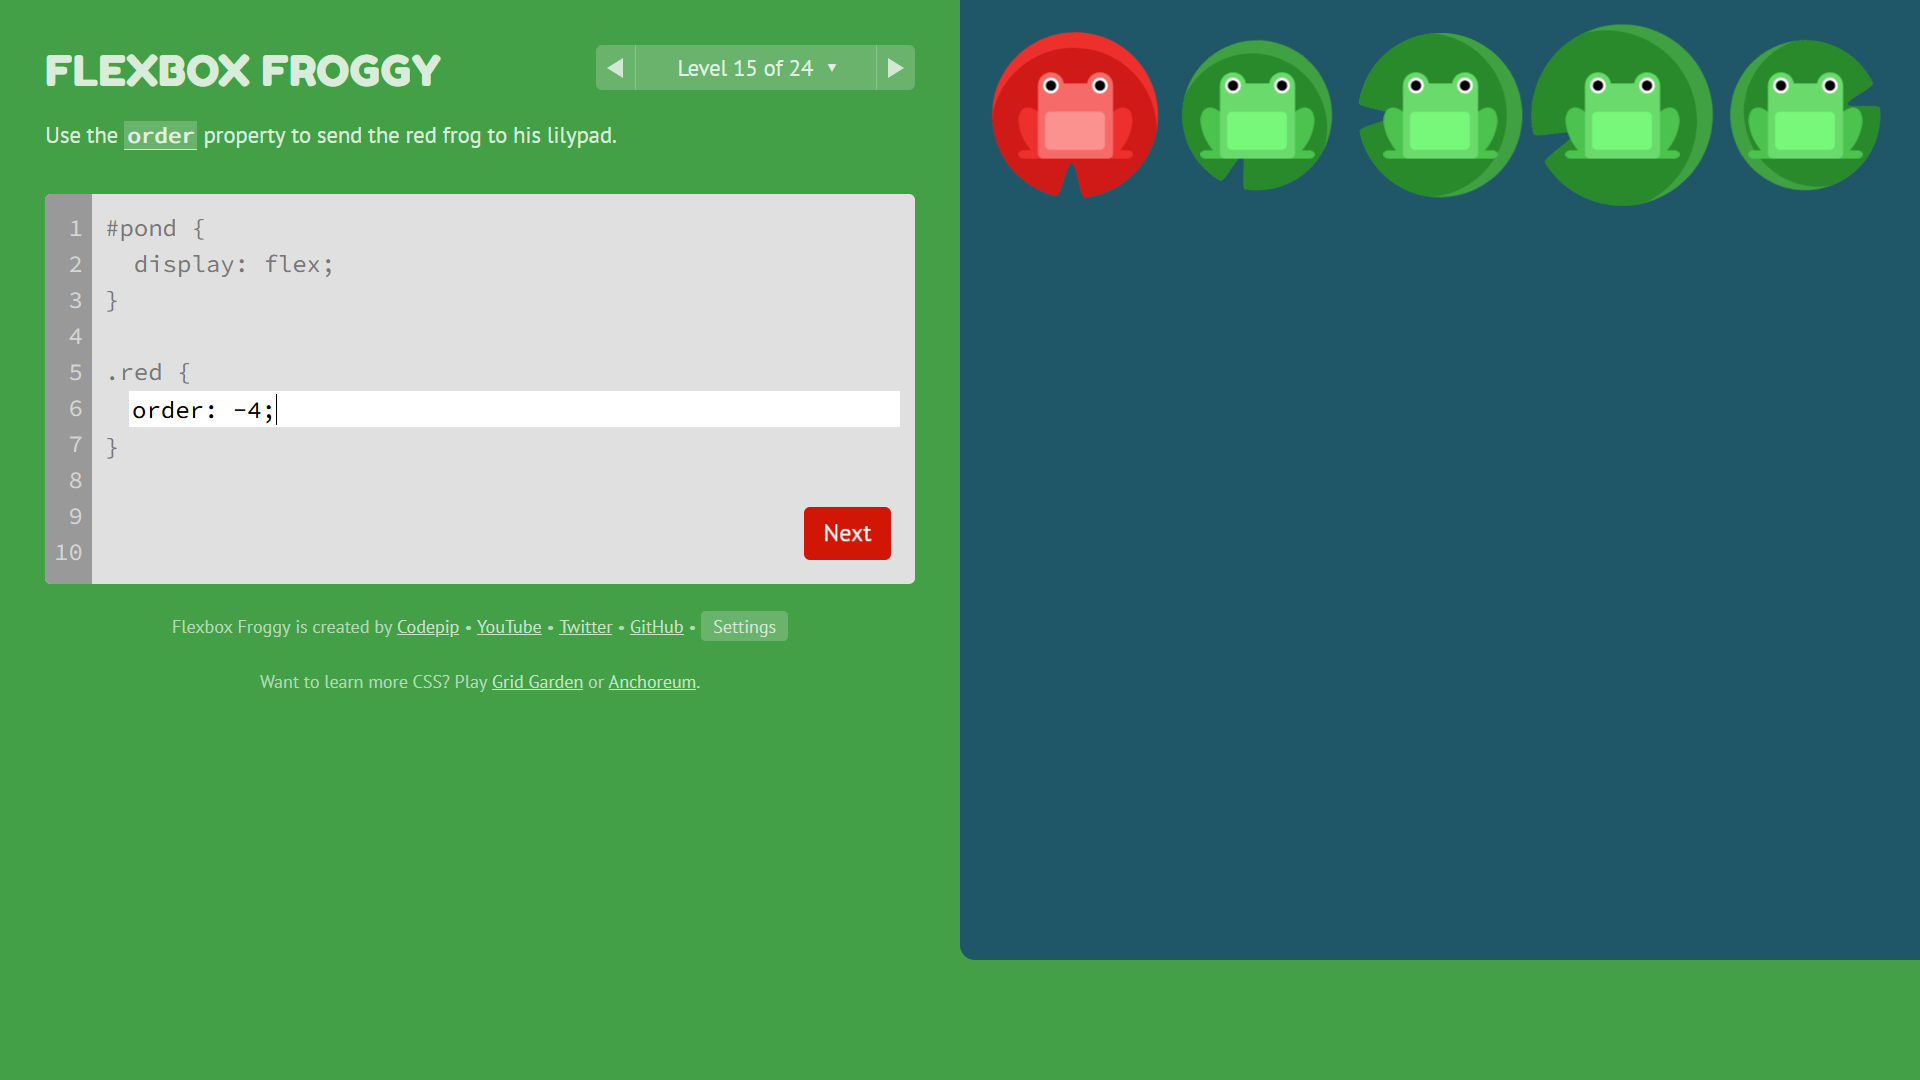 FLEXBOX FROGGY
◀ Level 15 of 24 ▼ ▶
Use the order property to send the red frog to his lilypad.
1 #pond {
2   display: flex;
3 }
4
5 .red {
6   order: -4;
7 }
8
9
10
Next
Flexbox Froggy is created by Codepip • YouTube • Twitter • GitHub • Settings
Want to learn more CSS? Play Grid Garden or Anchoreum.